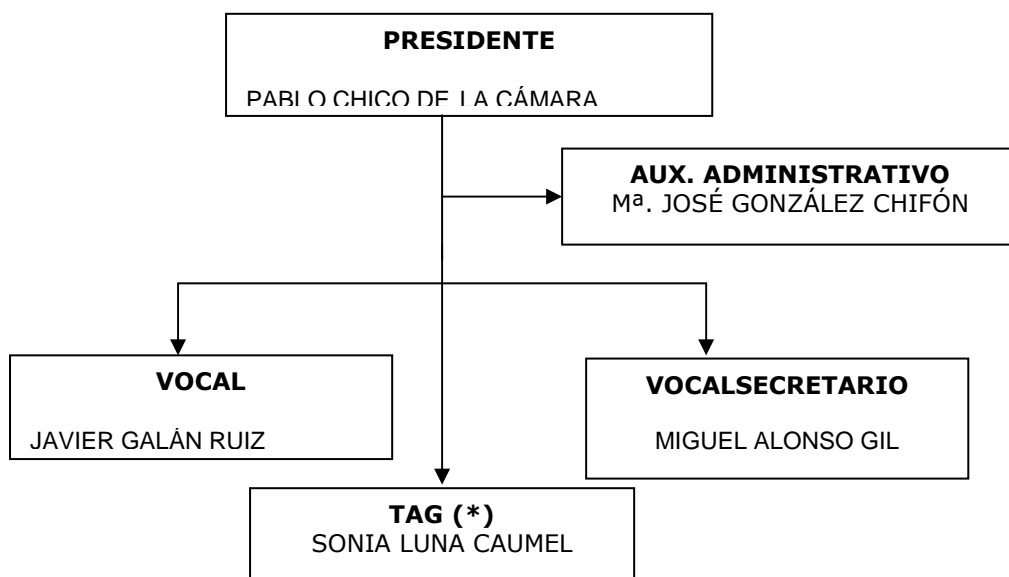 PRESIDENTE
PABLO CHICO DE LA CÁMARA
AUX. ADMINISTRATIVO
Mª. JOSÉ GONZÁLEZ CHIFÓN
VOCAL
JAVIER GALÁN RUIZ
VOCALSECRETARIO
MIGUEL ALONSO GIL
TAG (*)
SONIA LUNA CAUMEL